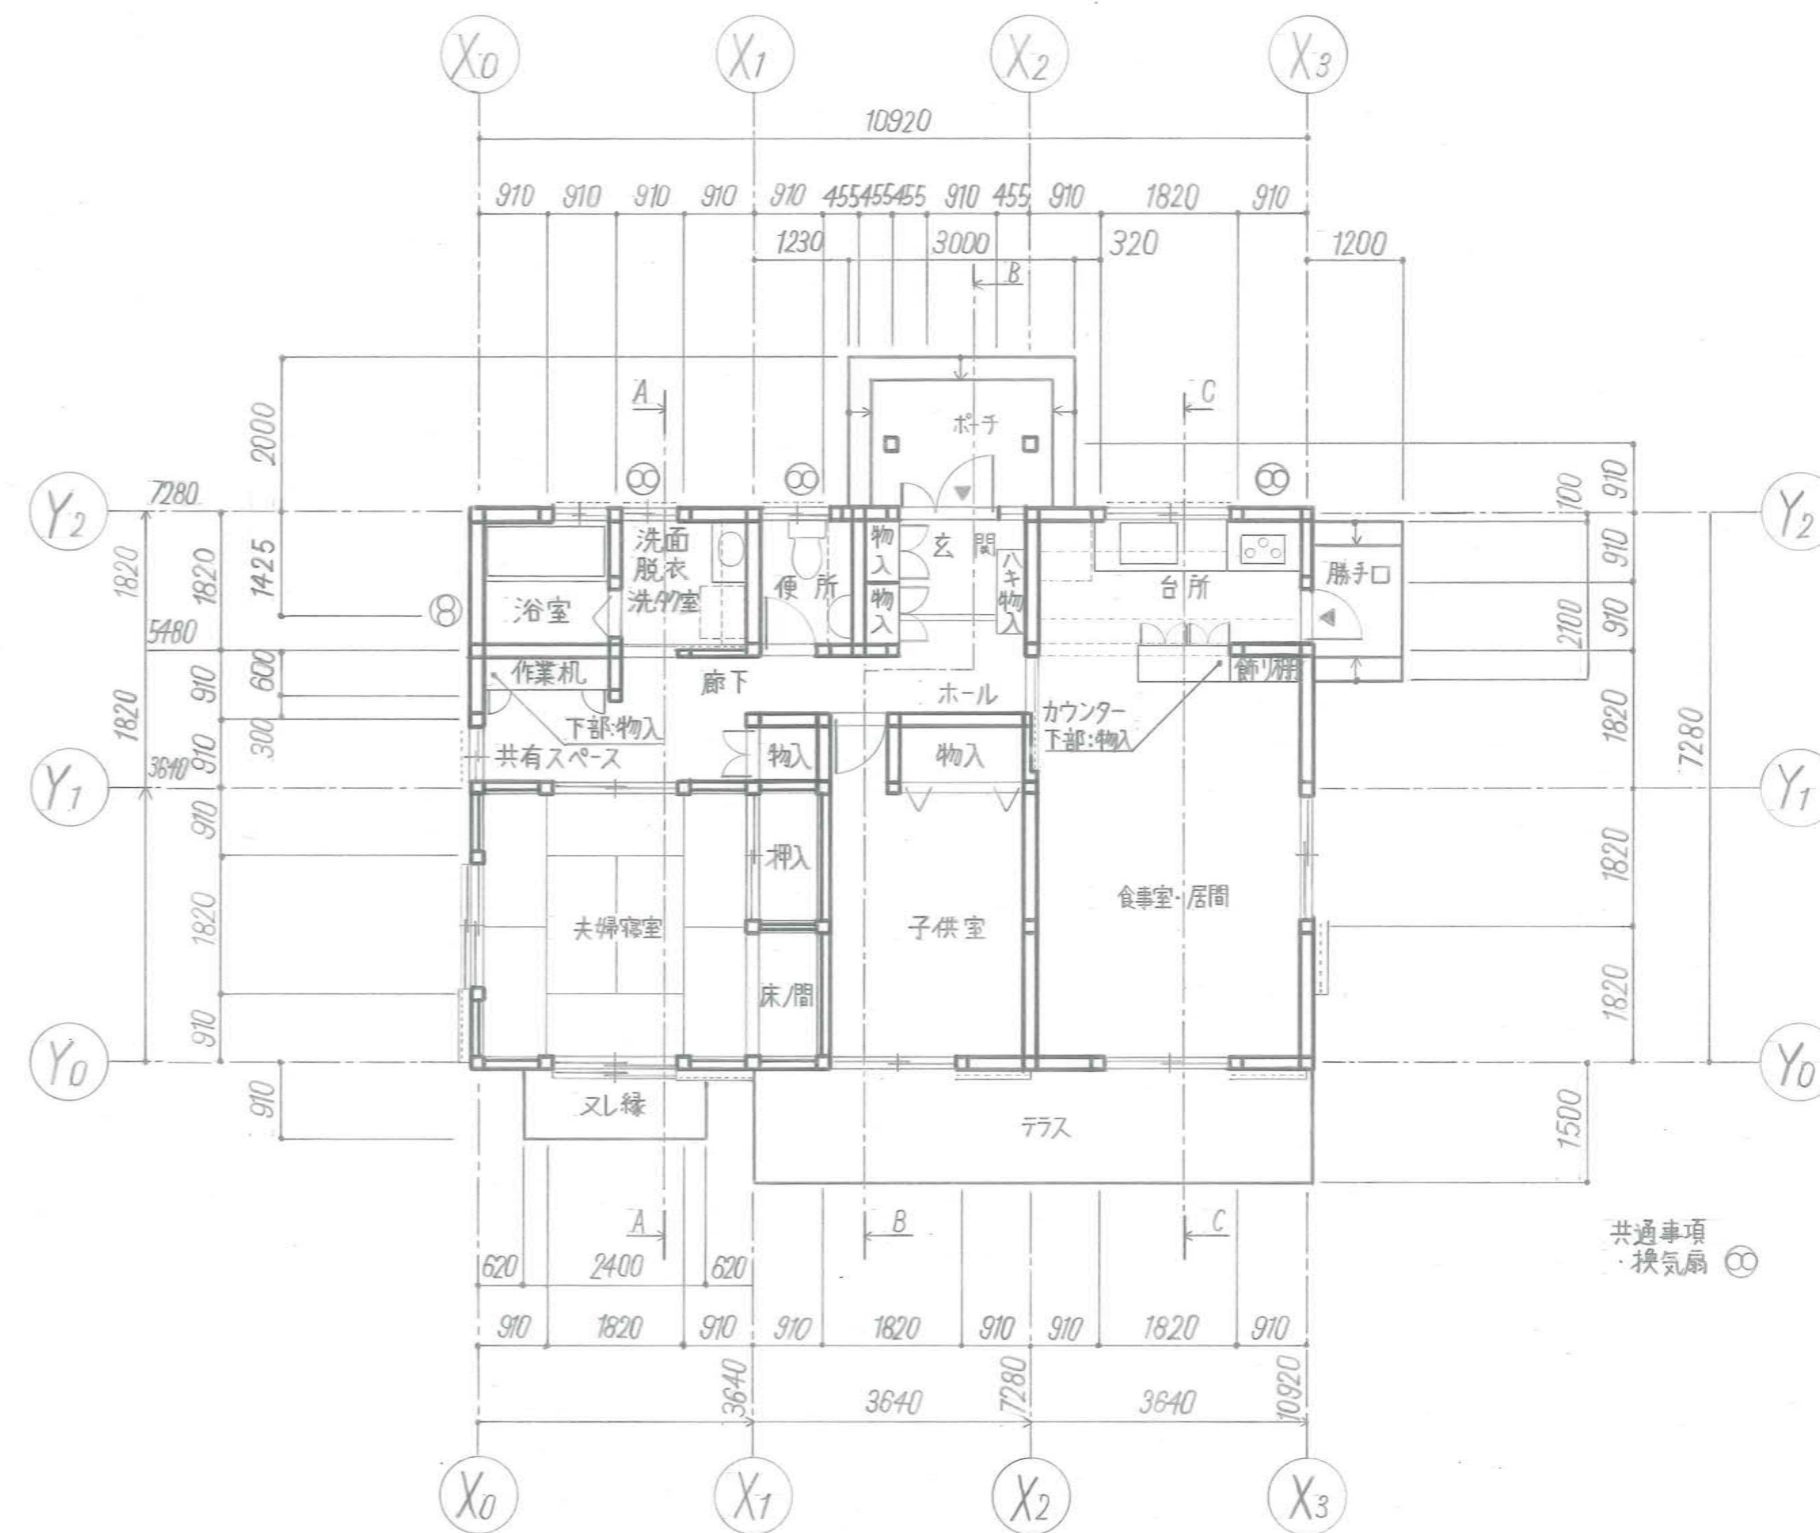 X0 X1 X2 X3
10920
910 910 910 910 910 455 455 455 910 455 910 1820 910
1230 3000 320 1200
B
A
C
ポーチ
2000
7280
Y2
1820
1820
1425
5480
910
600
1820
910
300
3640
Y1
910
1820
910
Y0
910
洗面
脱衣
洗タク室
浴室
便所
物入
物入
玄関
ハキ物入
台所
勝手口
作業机
下部:物入
廊下
ホール
飾り棚
カウンター
下部:物入
共有スペース
物入
物入
押入
夫婦寝室
床ノ間
子供室
食事室・居間
ヌレ縁
テラス
100
910
Y2
910
910
2100
1820
7280
Y1
1820
1820
Y0
1500
A
B
C
共通事項
・換気扇
620 2400 620
910 1820 910 910 1820 910 910 1820 910
3640 3640 7280 3640 10920
X0 X1 X2 X3